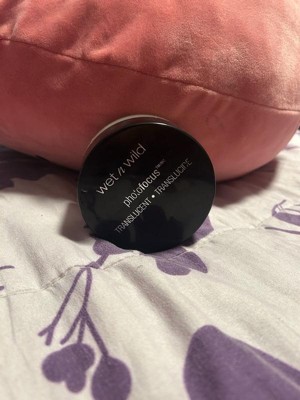 wet n wild
photofocus
TRANSLUCENT • TRANSLUCIDE